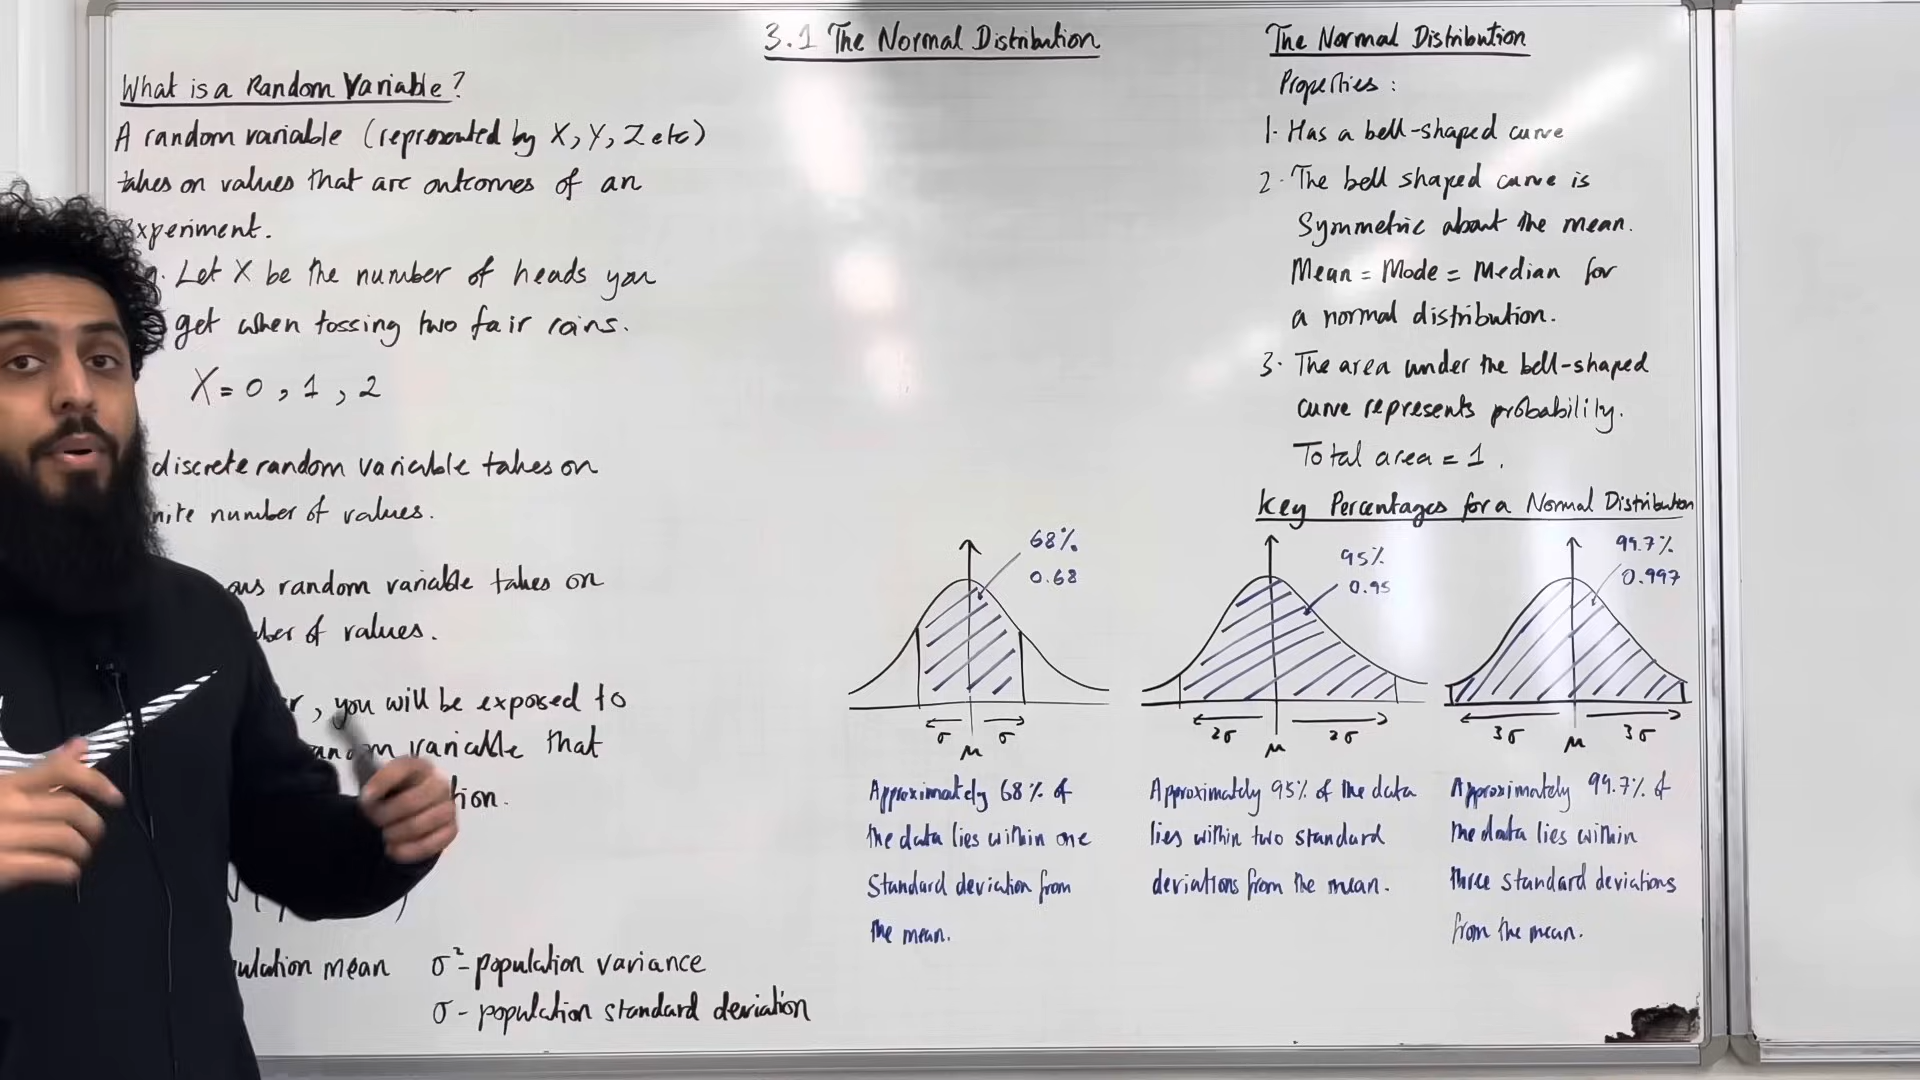 3.1 The Normal Distribution
What is a Random Variable?
A random variable (represented by X, Y, Z etc)
takes on values that are outcomes of an
xperiment.
. Let X be the number of heads you
get when tossing two fair coins.
X = 0, 1, 2
discrete random variable takes on
nite number of values.
ous random variable takes on
ber of values.
r, you will be exposed to
andom variable that
tion.
N(
ulation mean σ²- population variance
σ - population standard deviation
The Normal Distribution
Properties:
1. Has a bell-shaped curve
2. The bell shaped curve is
Symmetric about the mean.
Mean = Mode = Median for
a normal distribution.
3. The area under the bell-shaped
curve represents probability.
Total area = 1.
Key Percentages for a Normal Distribution
68%
0.68
σ σ
μ
Approximately 68% of
the data lies within one
Standard deviation from
the mean.
95%
0.95
2σ 2σ
μ
Approximately 95% of the data
lies within two standard
deviations from the mean.
99.7%
0.997
3σ 3σ
μ
Approximately 99.7% of
the data lies within
three standard deviations
from the mean.